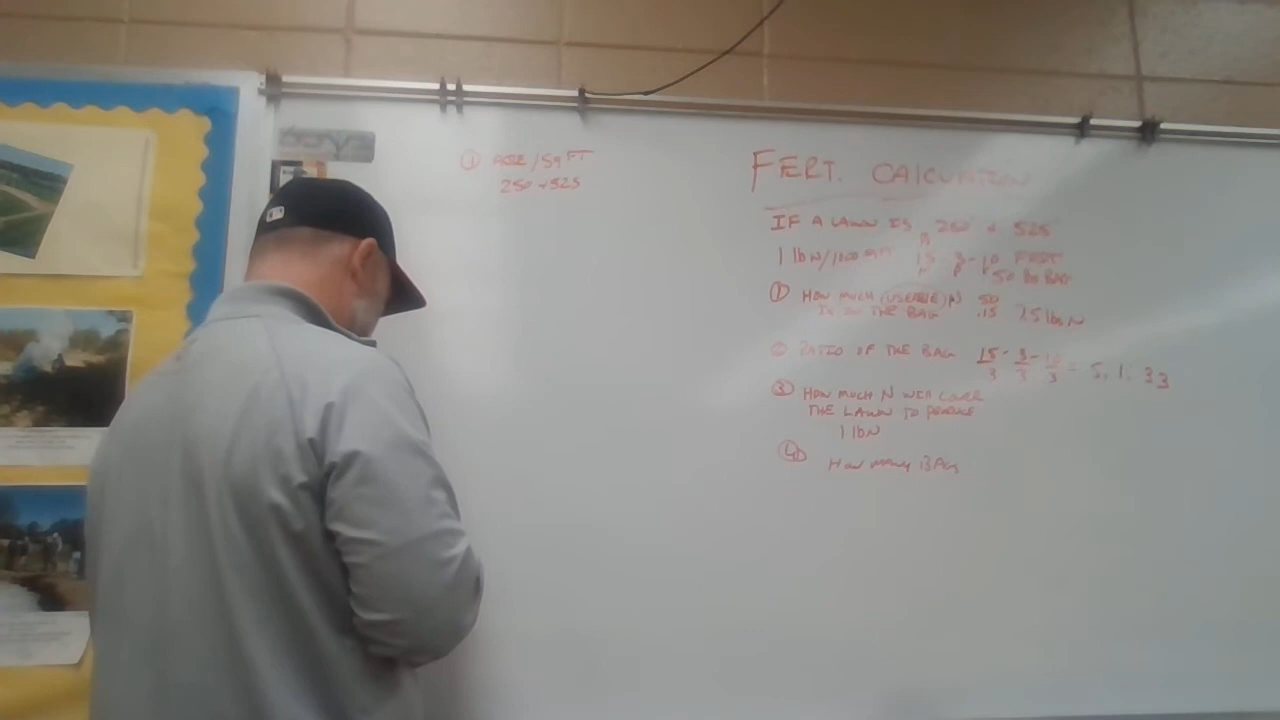 ① ACRE / SQ FT
250 x 525
FERT. CALCULATION
IF A LAWN IS 250 x 525
1 lb N/1000 SQFT 15 3-10 FERT
N P K 50 lb BAG
① HOW MUCH (USEABLE) N 50
IS IN THE BAG .15 7.5 lbs N
② RATIO OF THE BAG 15 - 3 - 10 = 5, 1, 33
3 3 3
③ HOW MUCH N WILL COVER
THE LAWN TO PRODUCE
1 lb N
④ HOW MANY BAGS